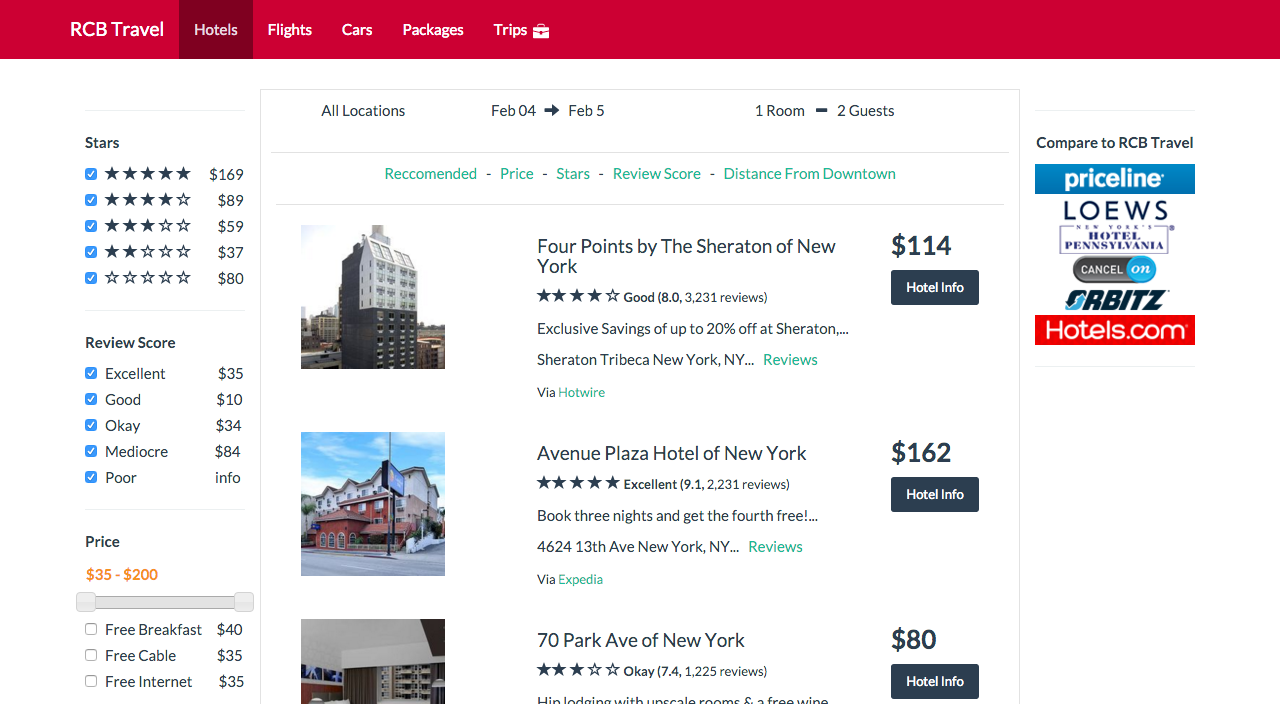 RCB Travel Hotels Flights Cars Packages Trips
All Locations Feb 04 Feb 5 1 Room 2 Guests
Reccomended - Price - Stars - Review Score - Distance From Downtown
Stars
$169
$89
$59
$37
$80
Review Score
Excellent $35
Good $10
Okay $34
Mediocre $84
Poor info
Price
$35 - $200
Free Breakfast $40
Free Cable $35
Free Internet $35
Four Points by The Sheraton of New
York
Good (8.0, 3,231 reviews)
Exclusive Savings of up to 20% off at Sheraton,...
Sheraton Tribeca New York, NY... Reviews
Via Hotwire
$114
Hotel Info
Avenue Plaza Hotel of New York
Excellent (9.1, 2,231 reviews)
Book three nights and get the fourth free!...
4624 13th Ave New York, NY... Reviews
Via Expedia
$162
Hotel Info
70 Park Ave of New York
Okay (7.4, 1,225 reviews)
Hip lodging with upscale rooms & a free wine
$80
Hotel Info
Compare to RCB Travel
priceline
LOEWS
NEW YORK'S
HOTEL
PENNSYLVANIA
CANCEL on
ORBITZ
Hotels.com